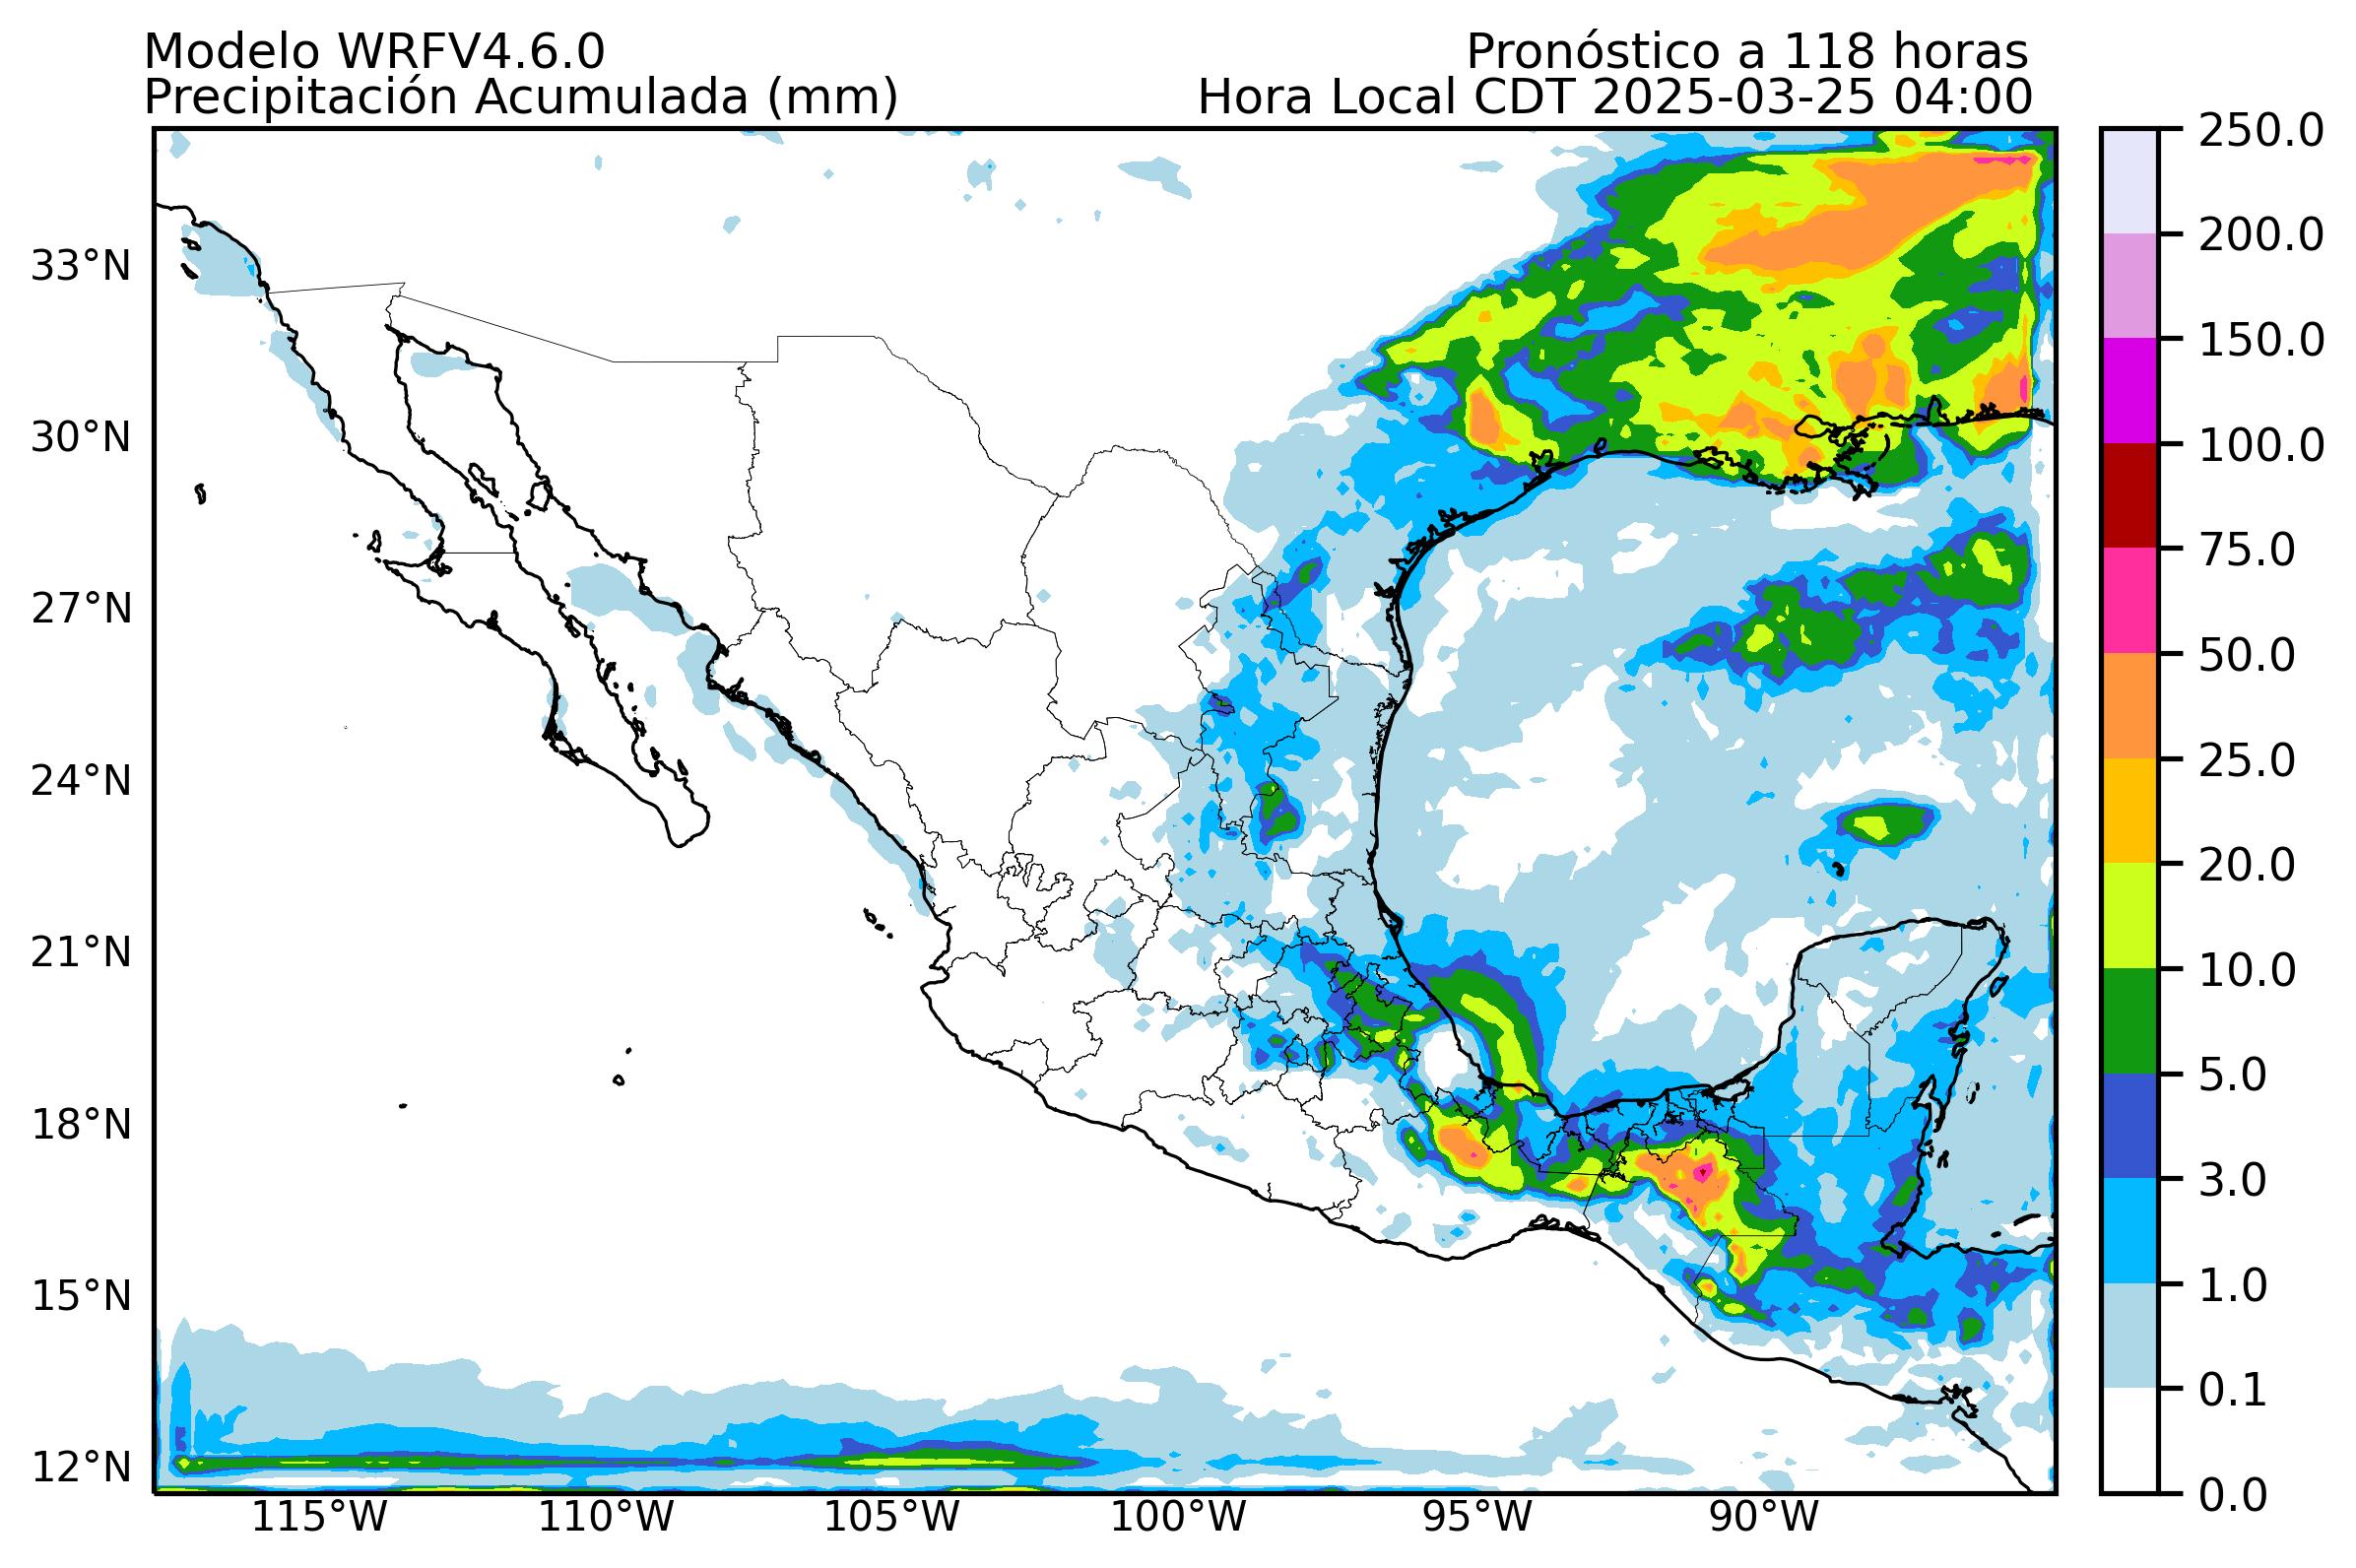 Modelo WRFV4.6.0 Pronóstico a 118 horas
Precipitación Acumulada (mm) Hora Local CDT 2025-03-25 04:00
33°N
30°N
27°N
24°N
21°N
18°N
15°N
12°N
115°W 110°W 105°W 100°W 95°W 90°W
250.0
200.0
150.0
100.0
75.0
50.0
25.0
20.0
10.0
5.0
3.0
1.0
0.1
0.0